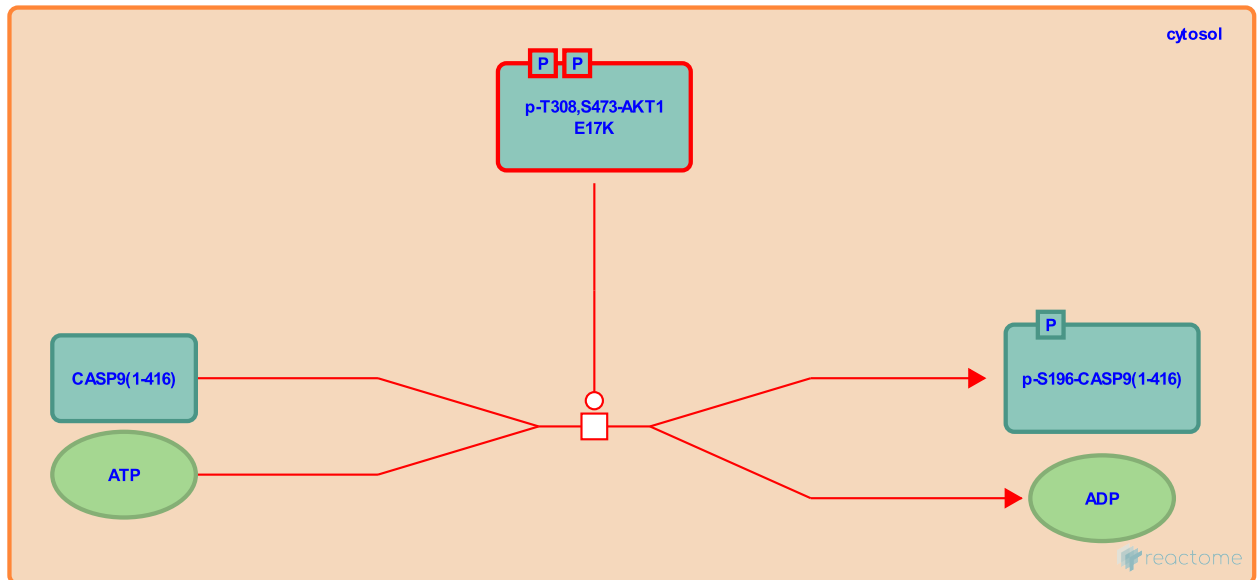 cytosol
P P
p-T308,S473-AKT1
E17K
P
CASP9(1-416)
p-S196-CASP9(1-416)
ATP
ADP
reactome